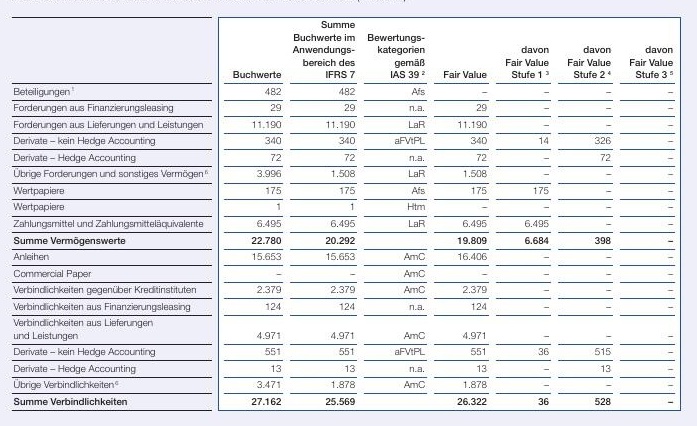 Buchwerte Summe Buchwerte im Anwendungs-bereich des IFRS 7 Bewertungs-kategorien gemäß IAS 39 ² Fair Value davon Fair Value Stufe 1 ³ davon Fair Value Stufe 2 ⁴ davon Fair Value Stufe 3 ⁵
Beteiligungen ¹ 482 482 Afs – – – –
Forderungen aus Finanzierungsleasing 29 29 n.a. 29 – – –
Forderungen aus Lieferungen und Leistungen 11.190 11.190 LaR 11.190 – – –
Derivate – kein Hedge Accounting 340 340 aFVtPL 340 14 326 –
Derivate – Hedge Accounting 72 72 n.a. 72 – 72 –
Übrige Forderungen und sonstiges Vermögen ⁶ 3.996 1.508 LaR 1.508 – – –
Wertpapiere 175 175 Afs 175 175 – –
Wertpapiere 1 1 Htm – – – –
Zahlungsmittel und Zahlungsmitteläquivalente 6.495 6.495 LaR 6.495 6.495 – –
Summe Vermögenswerte 22.780 20.292 19.809 6.684 398 –
Anleihen 15.653 15.653 AmC 16.406 – – –
Commercial Paper – – AmC – – – –
Verbindlichkeiten gegenüber Kreditinstituten 2.379 2.379 AmC 2.379 – – –
Verbindlichkeiten aus Finanzierungsleasing 124 124 n.a. 124 – – –
Verbindlichkeiten aus Lieferungen
und Leistungen 4.971 4.971 AmC 4.971 – – –
Derivate – kein Hedge Accounting 551 551 aFVtPL 551 36 515 –
Derivate – Hedge Accounting 13 13 n.a. 13 – 13 –
Übrige Verbindlichkeiten ⁶ 3.471 1.878 AmC 1.878 – – –
Summe Verbindlichkeiten 27.162 25.569 26.322 36 528 –